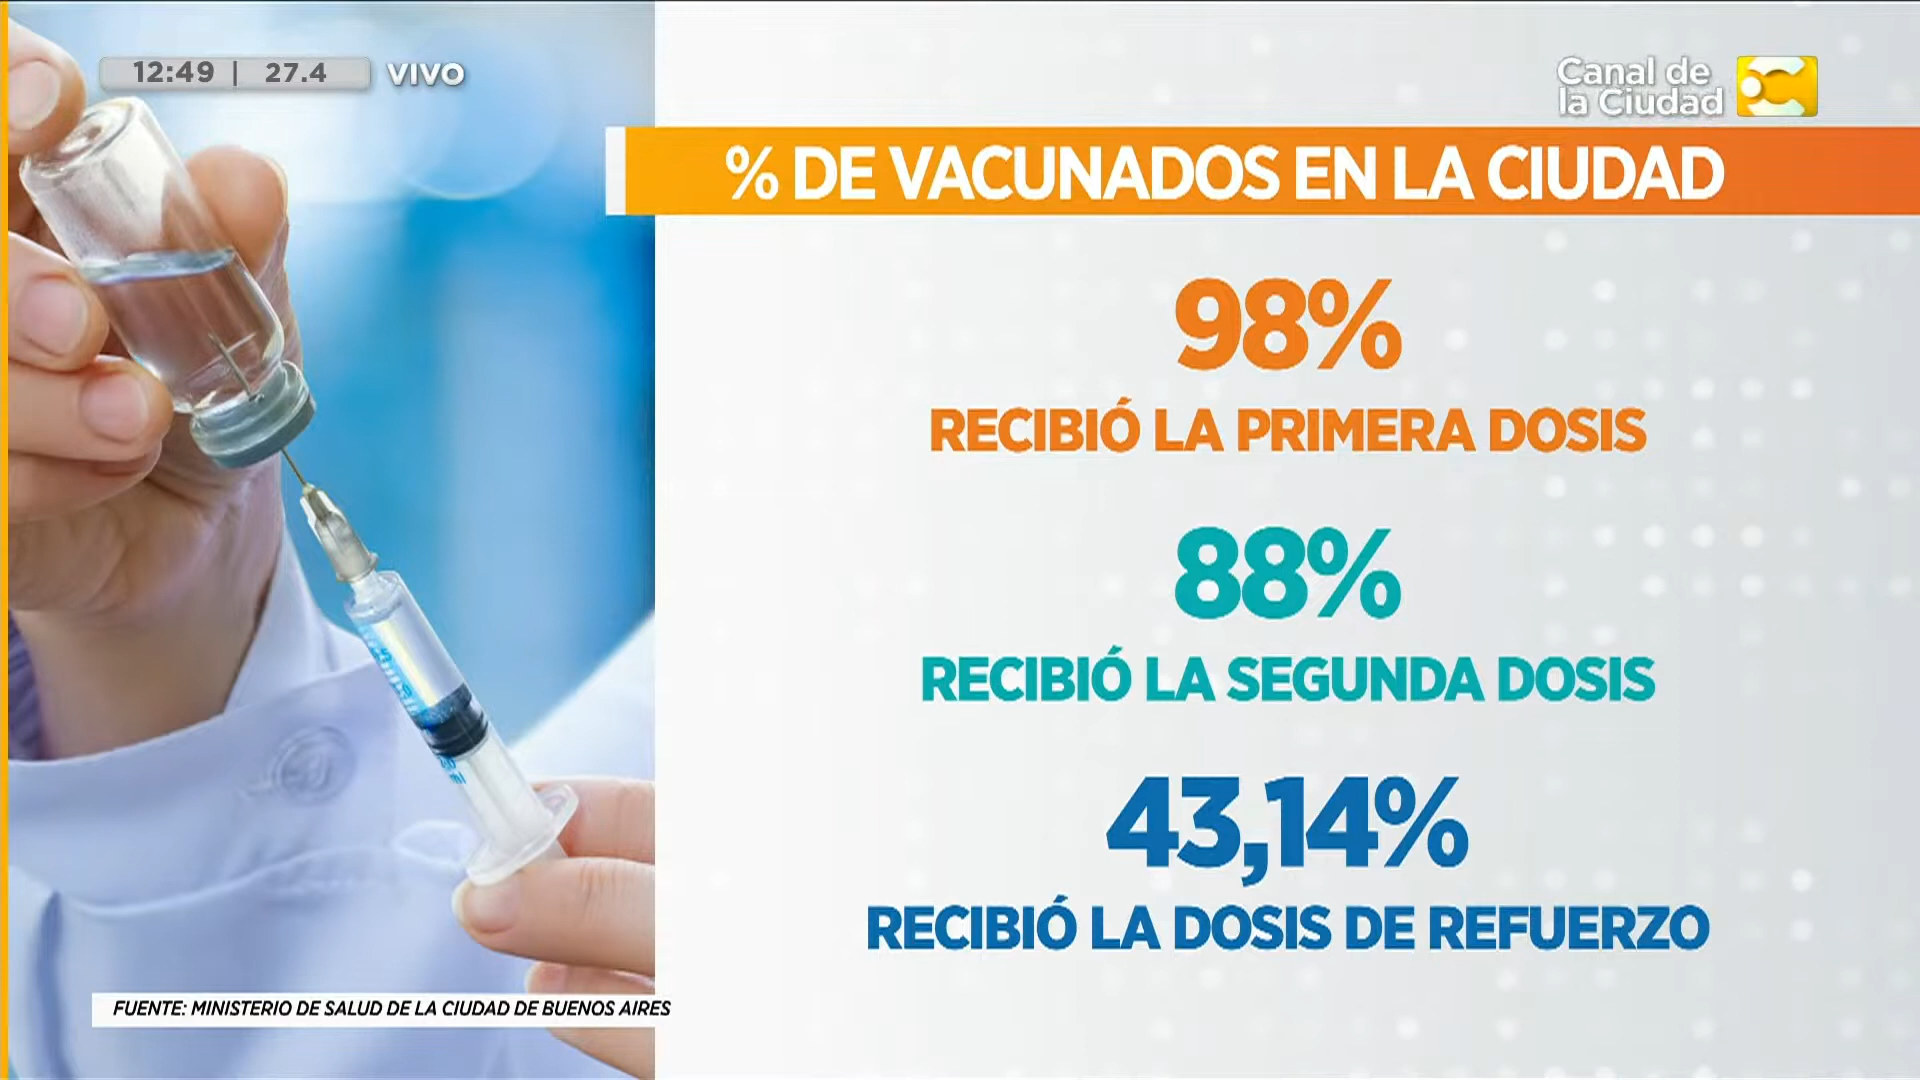 12:49 | 27.4 VIVO
Canal de
la Ciudad
% DE VACUNADOS EN LA CIUDAD
98%
RECIBIÓ LA PRIMERA DOSIS
88%
RECIBIÓ LA SEGUNDA DOSIS
43,14%
RECIBIÓ LA DOSIS DE REFUERZO
FUENTE: MINISTERIO DE SALUD DE LA CIUDAD DE BUENOS AIRES